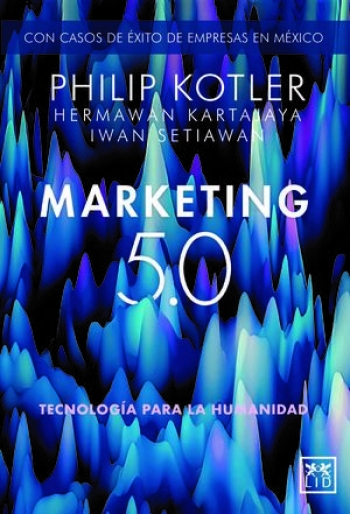 CON CASOS DE ÉXITO DE EMPRESAS EN MÉXICO
PHILIP KOTLER
HERMAWAN KARTAJAYA
IWAN SETIAWAN
MARKETING
5.0
TECNOLOGÍA PARA LA HUMANIDAD
LID